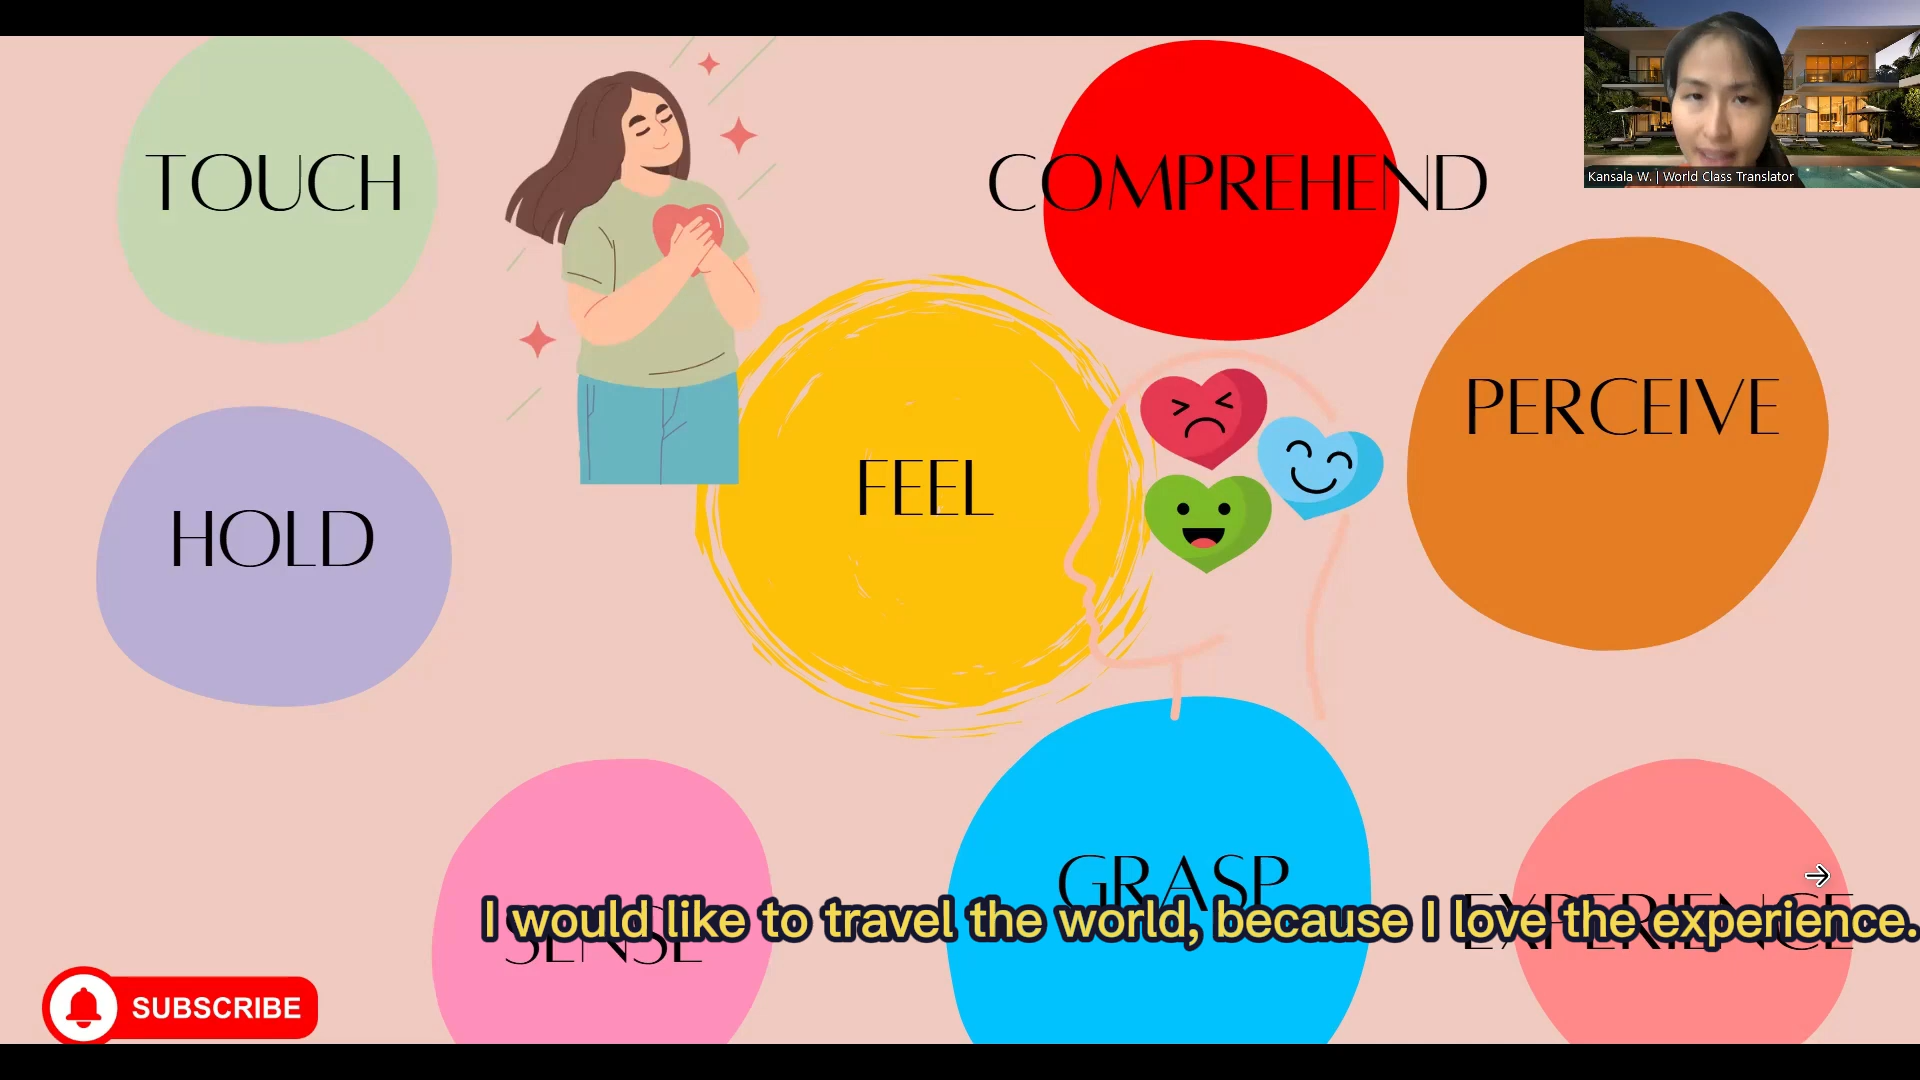 TOUCH
COMPREHEND
Kansala W. | World Class Translator
PERCEIVE
FEEL
HOLD
GRASP
I would like to travel the world, because I love the experience.
SENSE
EXPERIENCE
SUBSCRIBE